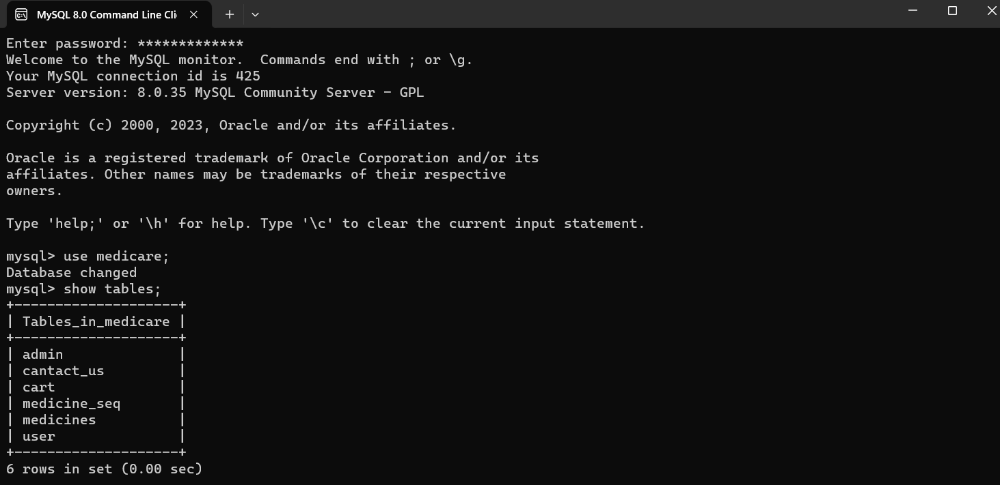 MySQL 8.0 Command Line Cli
Enter password: *************
Welcome to the MySQL monitor.  Commands end with ; or \g.
Your MySQL connection id is 425
Server version: 8.0.35 MySQL Community Server - GPL
Copyright (c) 2000, 2023, Oracle and/or its affiliates.
Oracle is a registered trademark of Oracle Corporation and/or its
affiliates. Other names may be trademarks of their respective
owners.
Type 'help;' or '\h' for help. Type '\c' to clear the current input statement.
mysql> use medicare;
Database changed
mysql> show tables;
+--------------------+
| Tables_in_medicare |
+--------------------+
| admin              |
| cantact_us         |
| cart               |
| medicine_seq       |
| medicines          |
| user               |
+--------------------+
6 rows in set (0.00 sec)